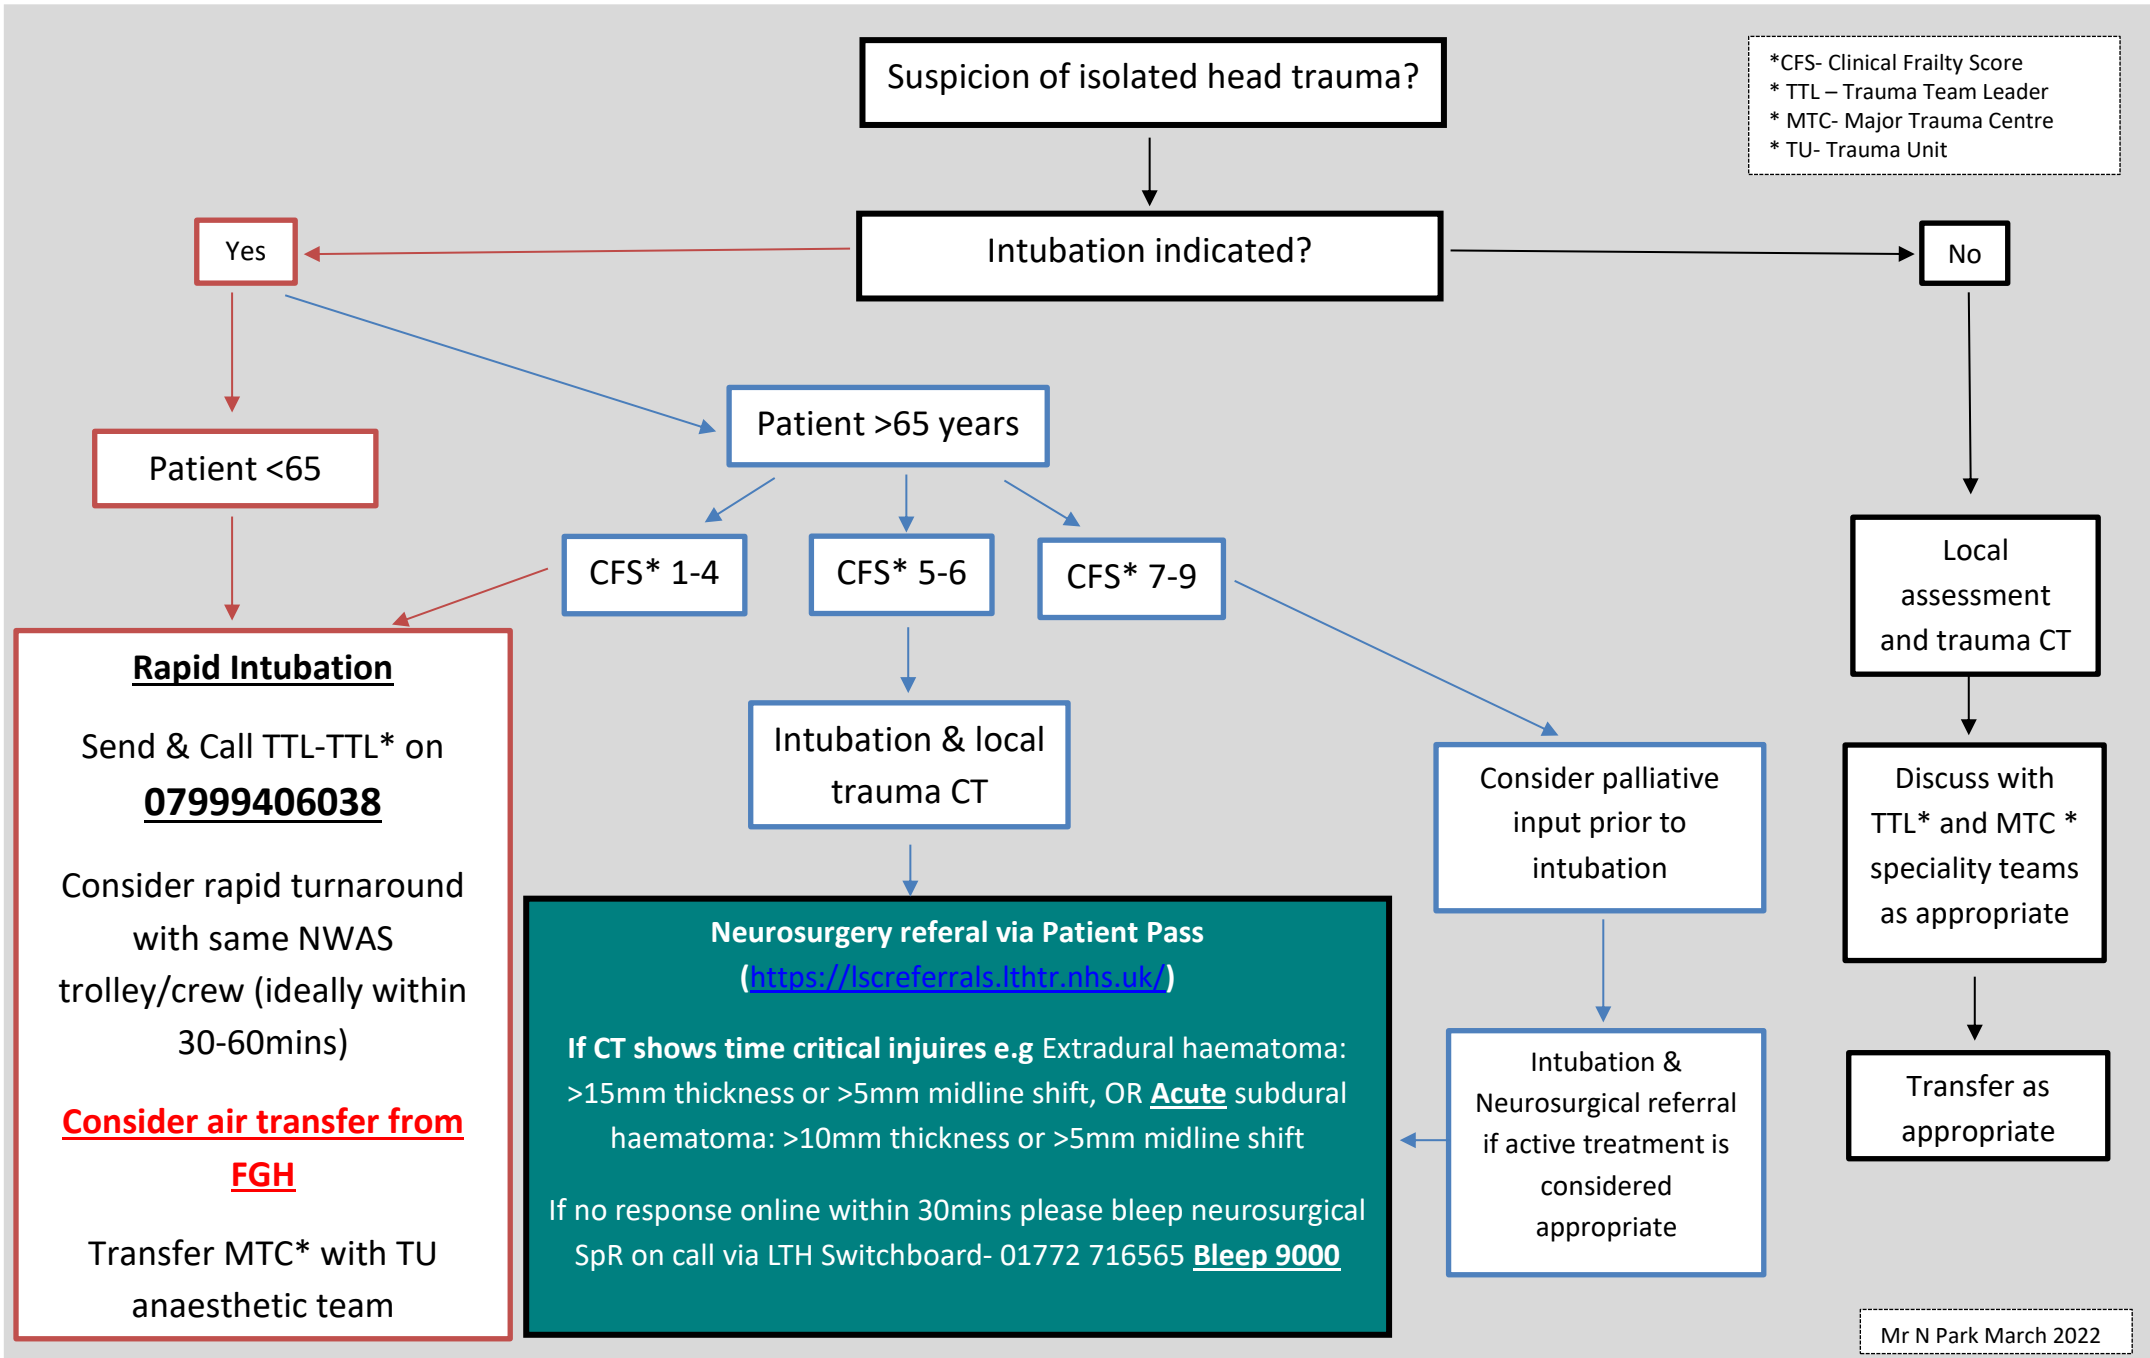 Suspicion of isolated head trauma?
*CFS- Clinical Frailty Score
* TTL – Trauma Team Leader
* MTC- Major Trauma Centre
* TU- Trauma Unit
Yes
Intubation indicated?
No
Patient <65
Patient >65 years
CFS* 1-4
CFS* 5-6
CFS* 7-9
Local
assessment
and trauma CT
Rapid Intubation
Send & Call TTL-TTL* on
07999406038
Consider rapid turnaround
with same NWAS
trolley/crew (ideally within
30-60mins)
Consider air transfer from
FGH
Transfer MTC* with TU
anaesthetic team
Intubation & local
trauma CT
Consider palliative
input prior to
intubation
Discuss with
TTL* and MTC *
speciality teams
as appropriate
Neurosurgery referal via Patient Pass
(https://lscreferrals.lthtr.nhs.uk/)
If CT shows time critical injuires e.g Extradural haematoma:
>15mm thickness or >5mm midline shift, OR Acute subdural
haematoma: >10mm thickness or >5mm midline shift
If no response online within 30mins please bleep neurosurgical
SpR on call via LTH Switchboard- 01772 716565 Bleep 9000
Intubation &
Neurosurgical referral
if active treatment is
considered
appropriate
Transfer as
appropriate
Mr N Park March 2022